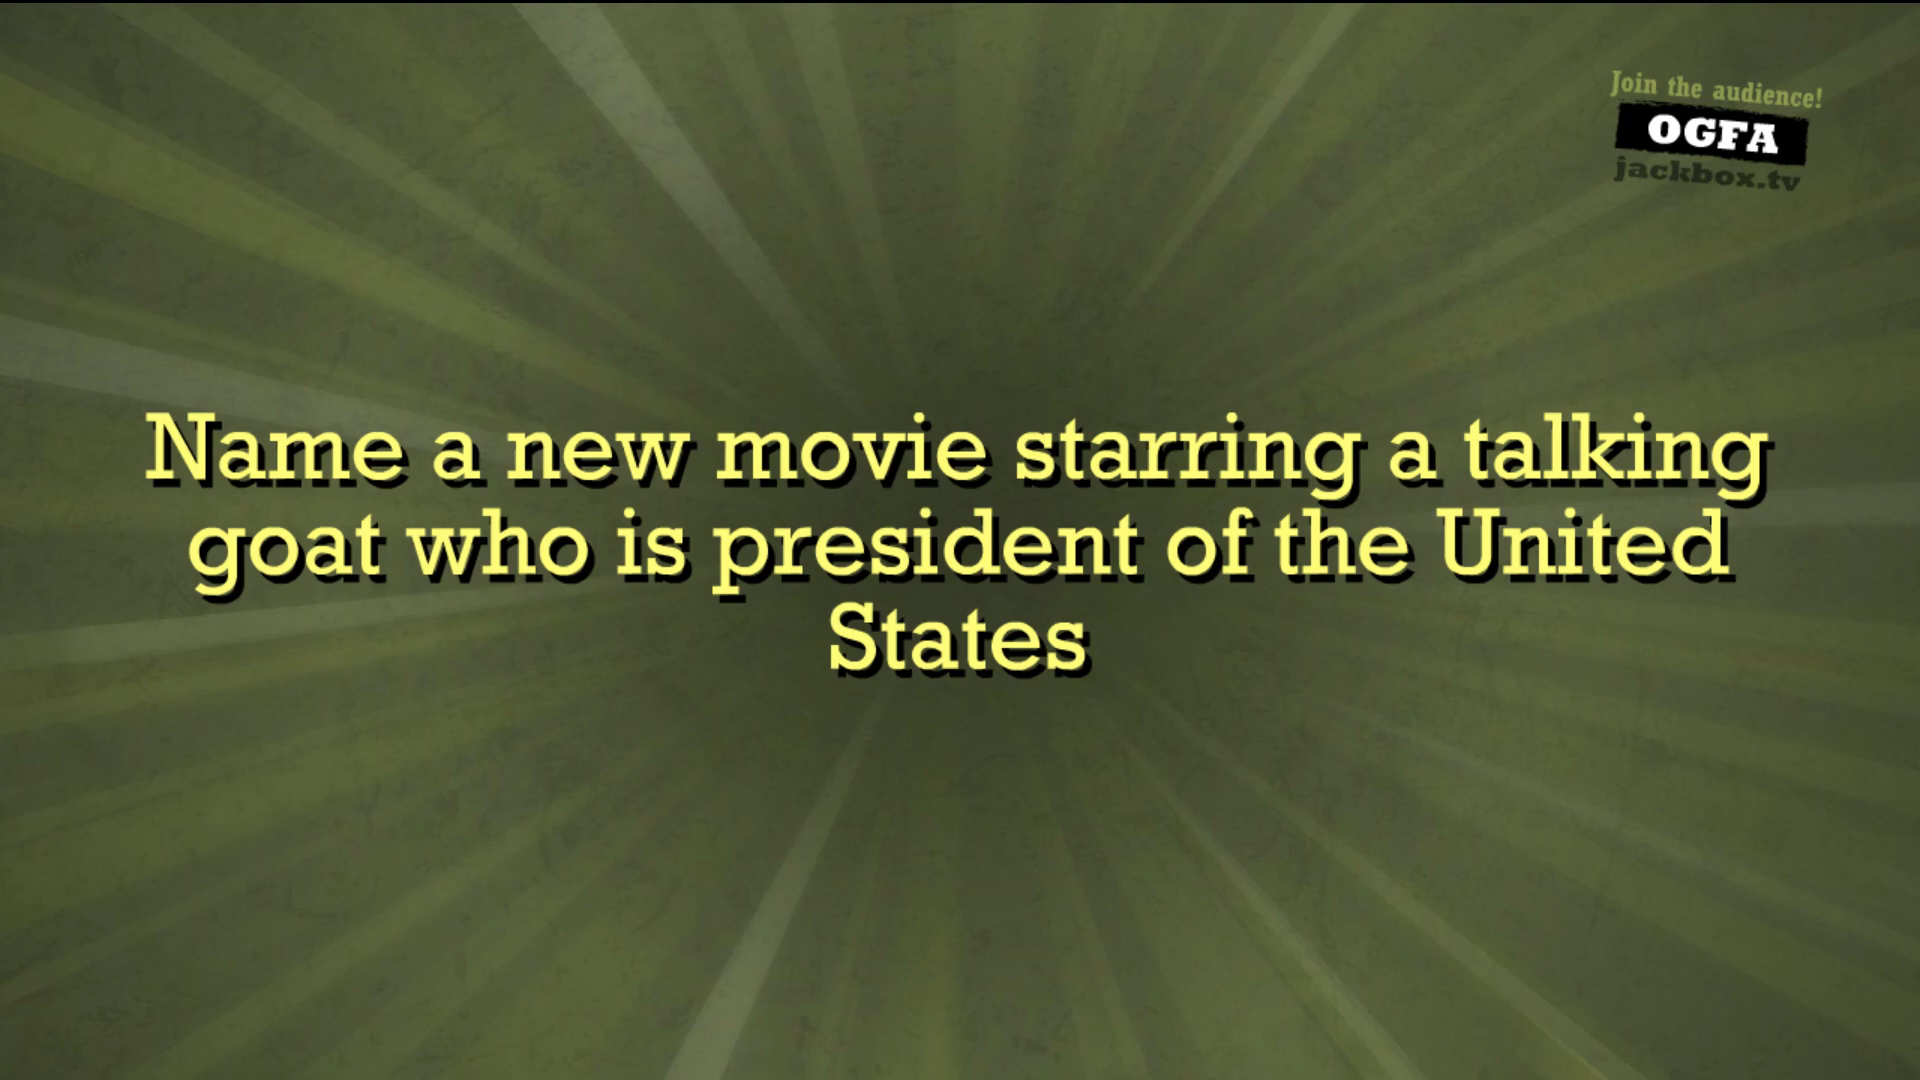 Join the audience!
OGFA
jackbox.tv
Name a new movie starring a talking
goat who is president of the United
States